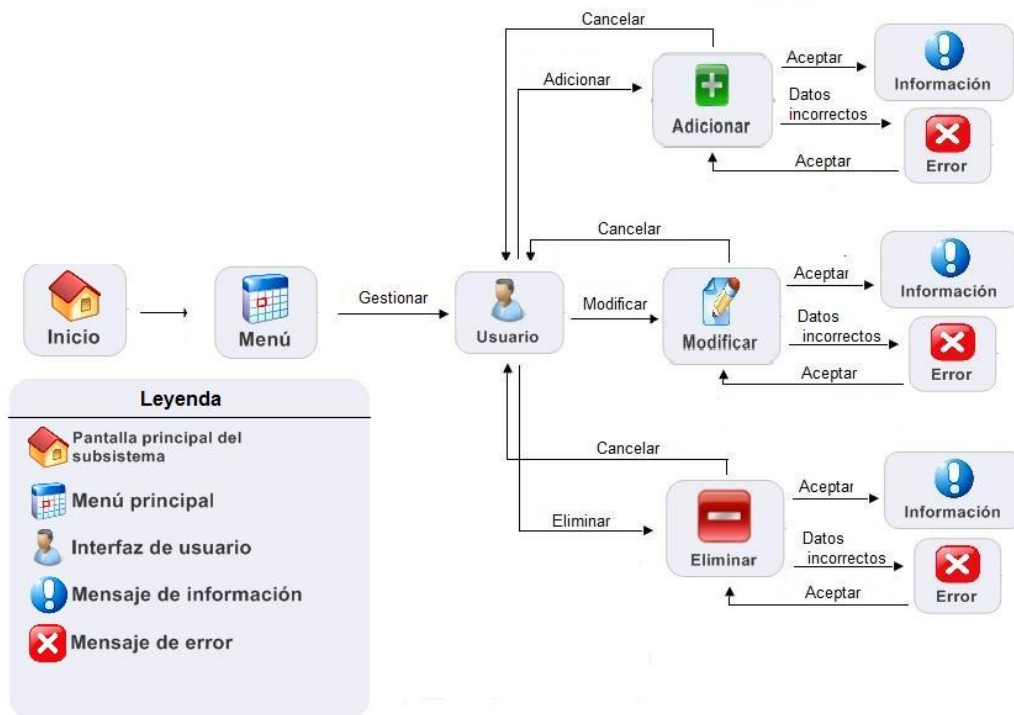 Cancelar
Aceptar
Información
Adicionar
Adicionar
Datos
incorrectos
Error
Aceptar
Cancelar
Aceptar
Información
Inicio
Menú
Gestionar
Usuario
Modificar
Modificar
Datos
incorrectos
Error
Aceptar
Leyenda
Pantalla principal del
subsistema
Menú principal
Interfaz de usuario
Mensaje de información
Mensaje de error
Cancelar
Aceptar
Información
Eliminar
Eliminar
Datos
incorrectos
Error
Aceptar